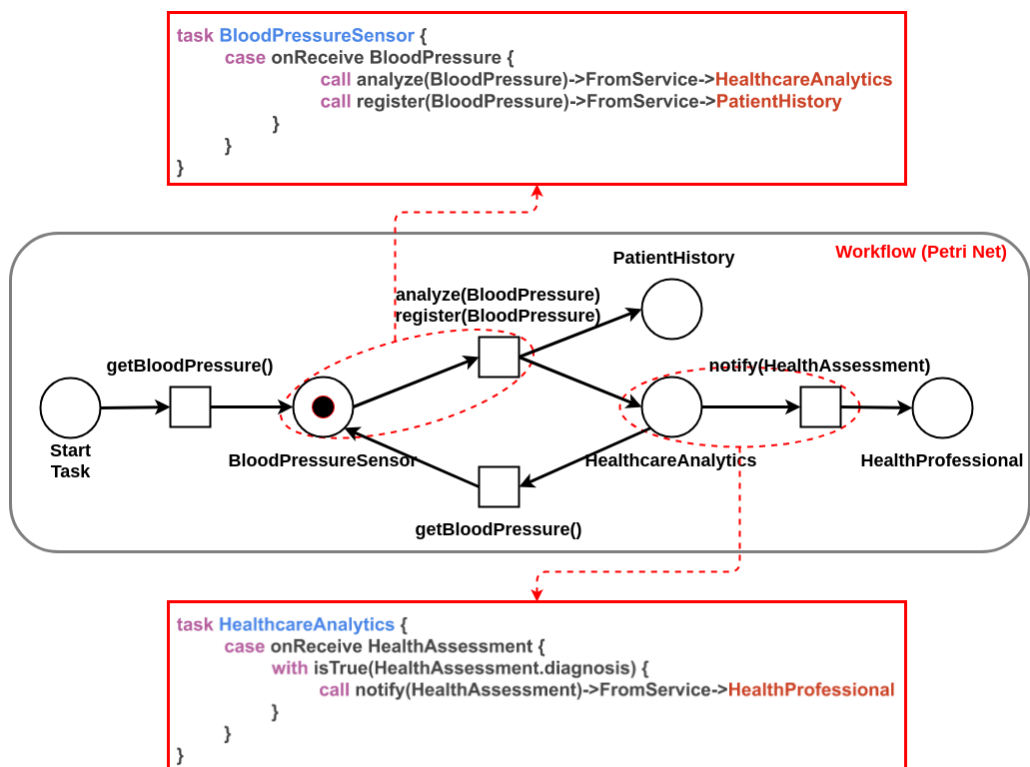 task BloodPressureSensor {
case onReceive BloodPressure {
call analyze(BloodPressure)->FromService->HealthcareAnalytics
call register(BloodPressure)->FromService->PatientHistory
}
}
}
Workflow (Petri Net)
PatientHistory
analyze(BloodPressure)
register(BloodPressure)
getBloodPressure()
notify(HealthAssessment)
Start
Task
BloodPressureSensor
HealthcareAnalytics
HealthProfessional
getBloodPressure()
task HealthcareAnalytics {
case onReceive HealthAssessment {
with isTrue(HealthAssessment.diagnosis) {
call notify(HealthAssessment)->FromService->HealthProfessional
}
}
}